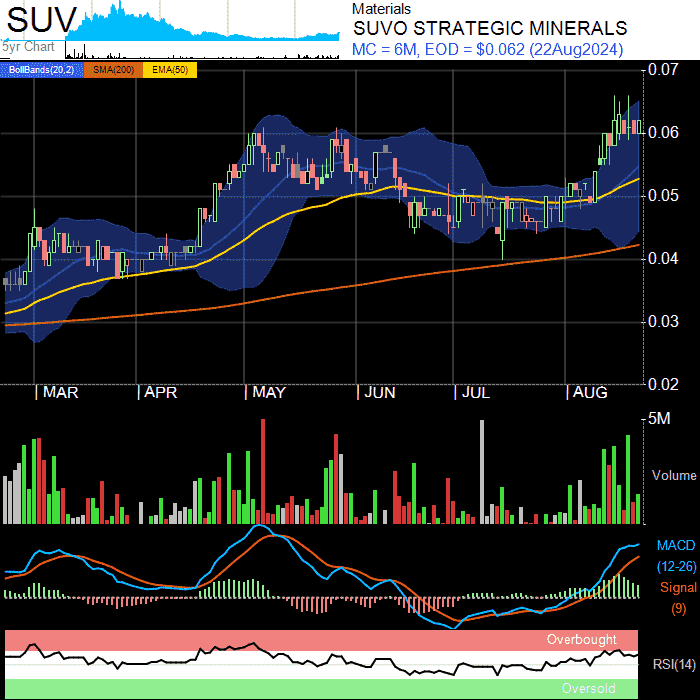 SUV
5yr Chart
Materials
SUVO STRATEGIC MINERALS
MC = 6M, EOD = $0.062 (22Aug2024)
BollBands(20,2) SMA(200) EMA(50)
0.07
0.06
0.05
0.04
0.03
0.02
| MAR | APR | MAY | JUN | JUL | AUG
5M
Volume
MACD
(12-26)
Signal
(9)
Overbought
RSI(14)
Oversold